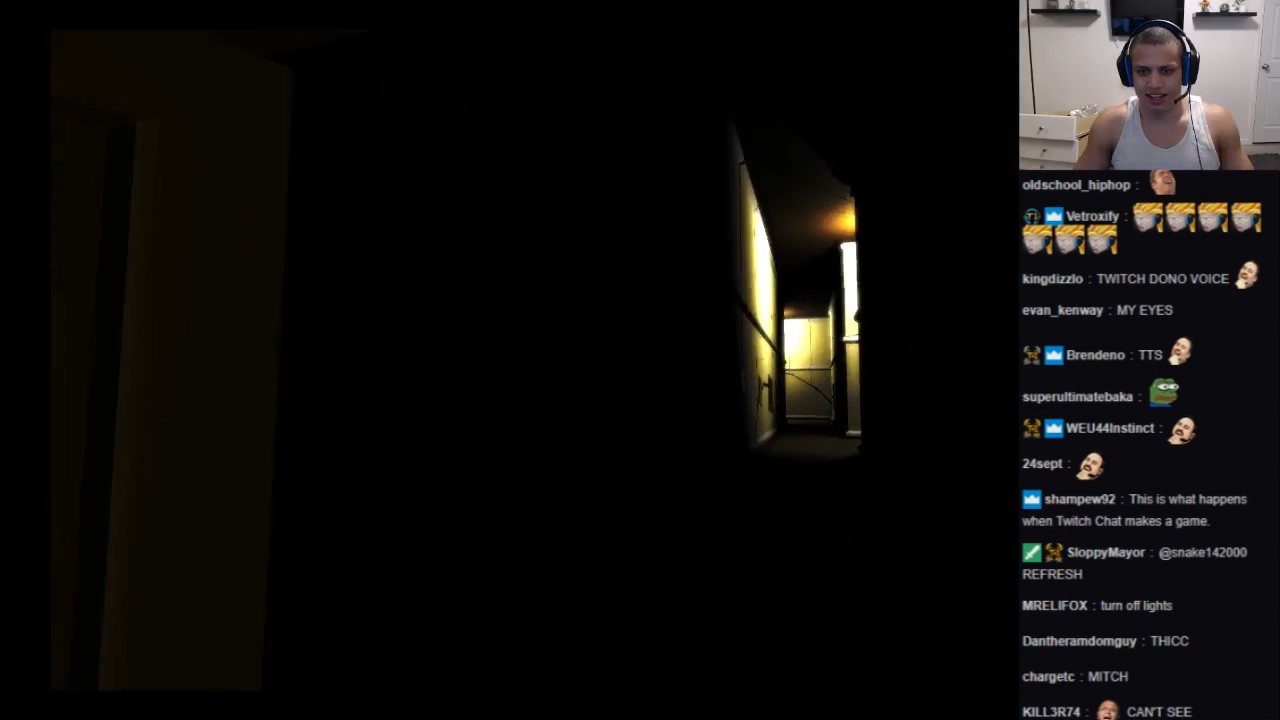 oldschool_hiphop :
Vetroxify :
kingdizzlo : TWITCH DONO VOICE
evan_kenway : MY EYES
Brendeno : TTS
superultimatebaka :
WEU44Instinct :
24sept :
shampew92 : This is what happens
when Twitch Chat makes a game.
SloppyMayor : @snake142000
REFRESH
MRELIFOX : turn off lights
Dantheramdomguy : THICC
chargetc : MITCH
KILL3R74 : CAN'T SEE